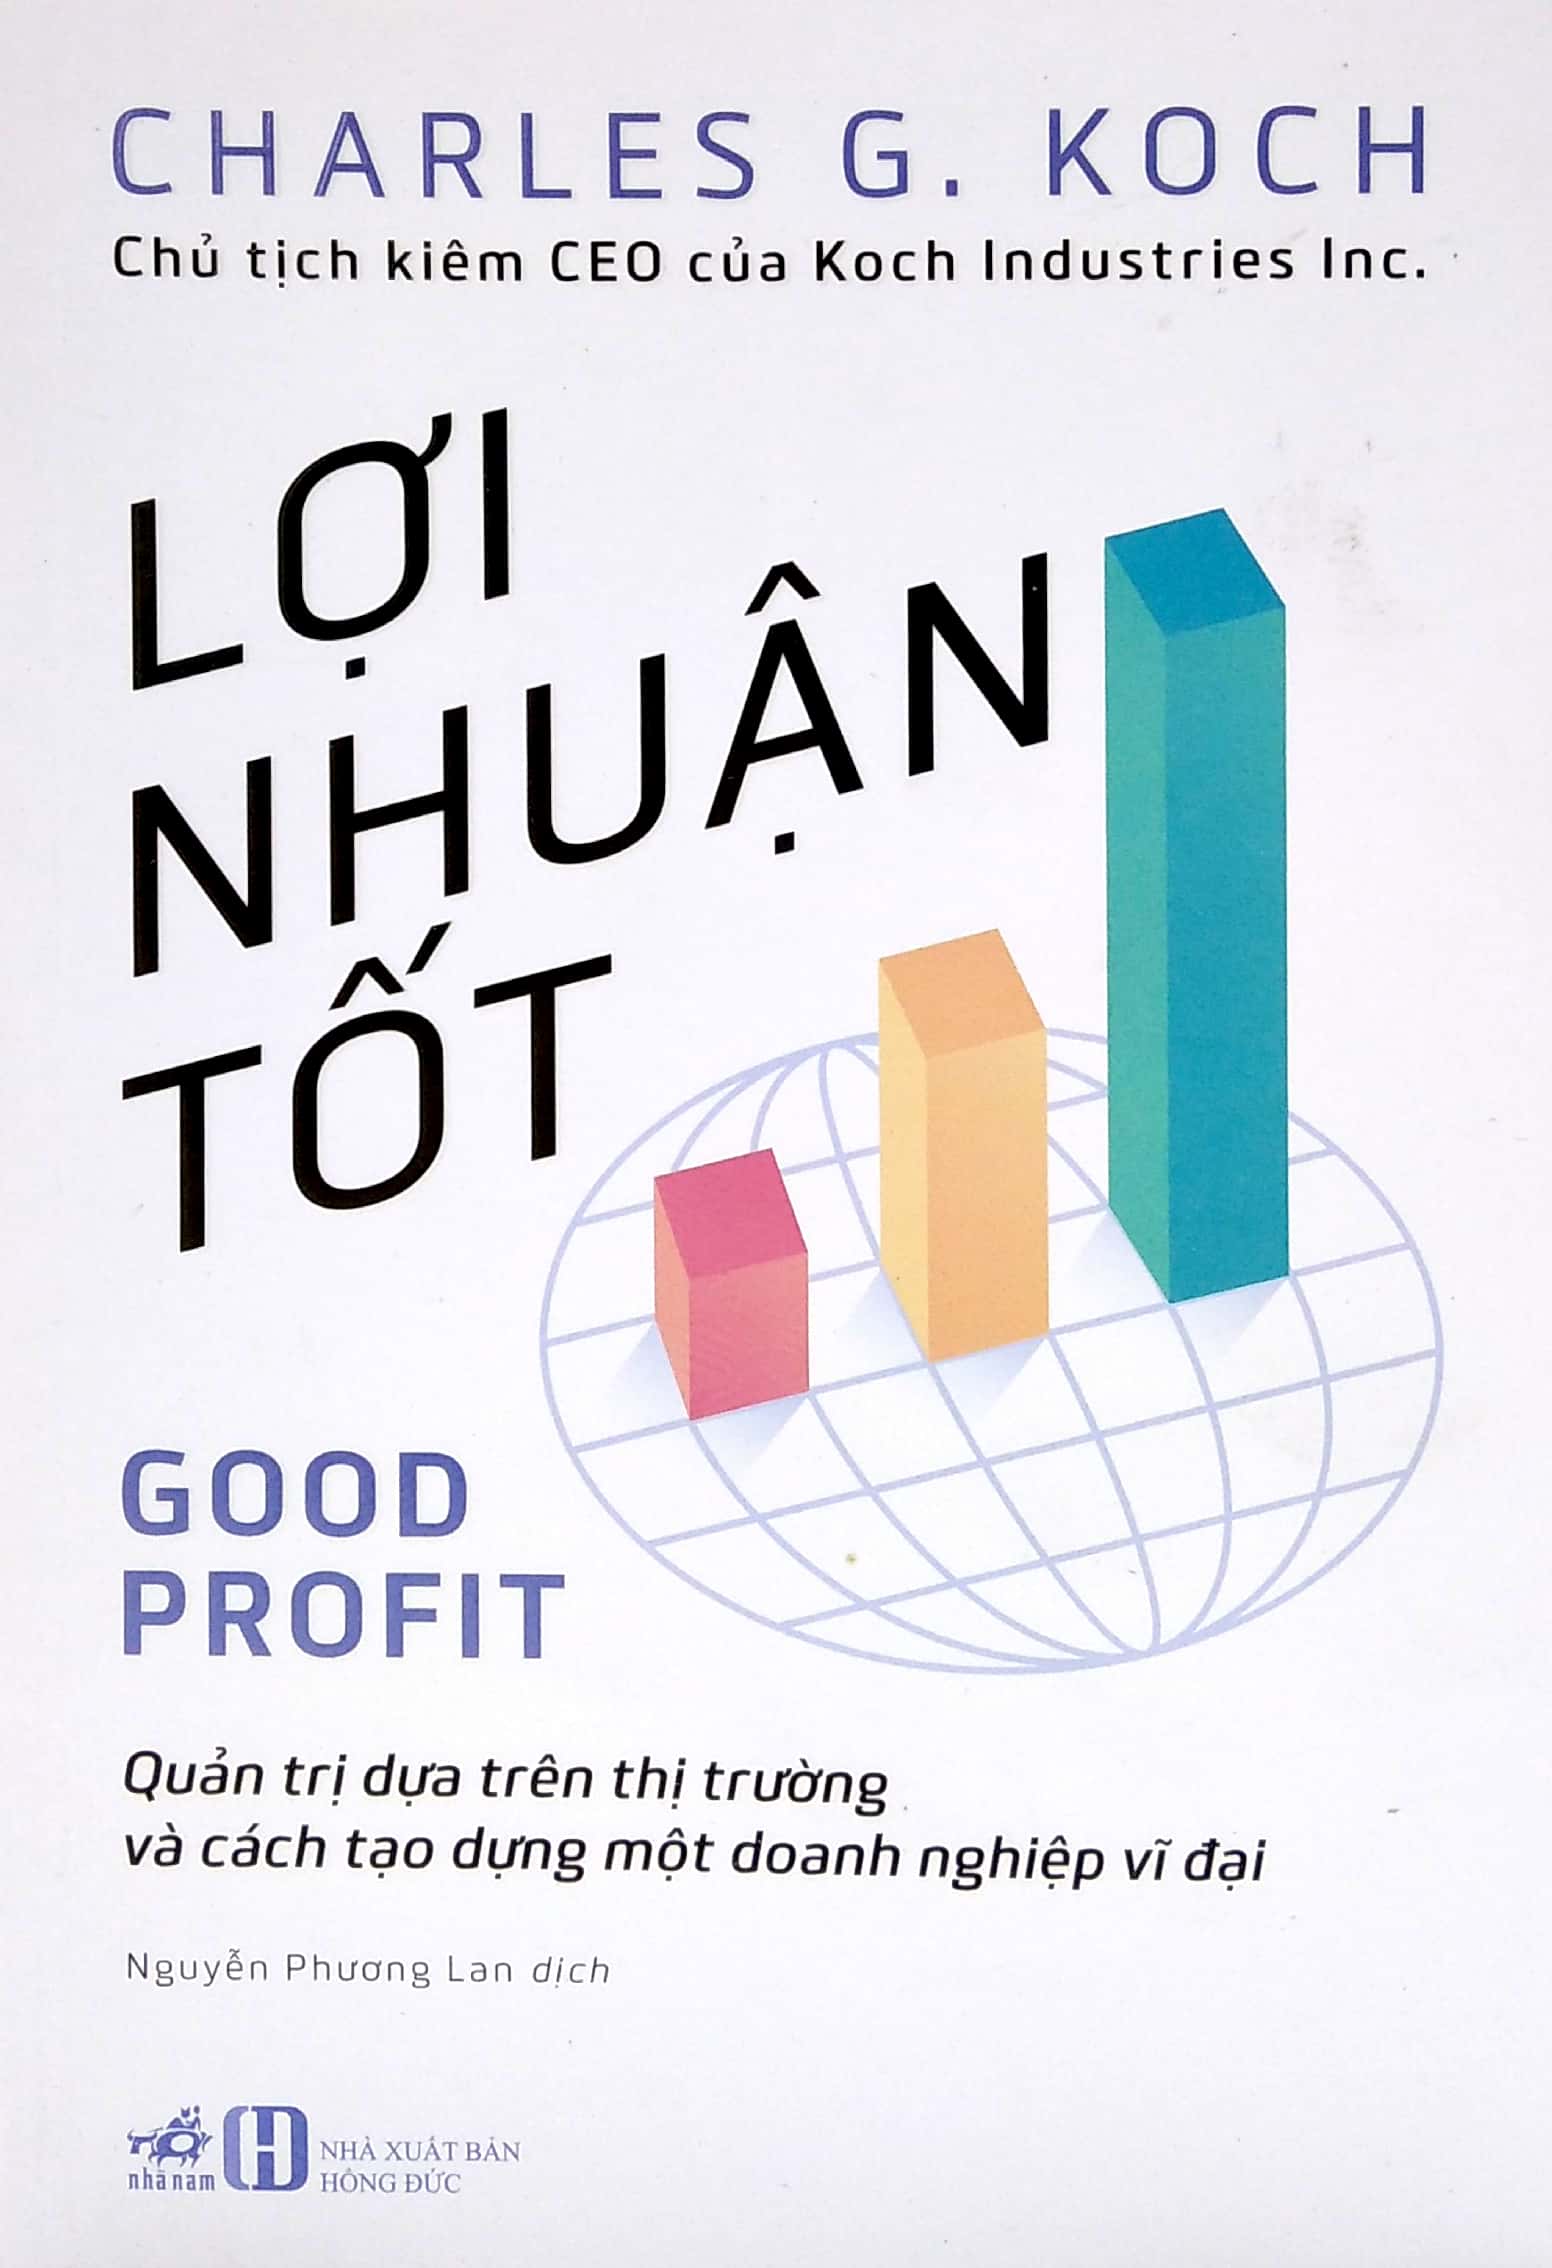 CHARLES G. KOCH
Chủ tịch kiêm CEO của Koch Industries Inc.
LỢI
NHUẬN
TỐT
GOOD
PROFIT
Quản trị dựa trên thị trường
và cách tạo dựng một doanh nghiệp vĩ đại
Nguyễn Phương Lan dịch
nhã nam
NHÀ XUẤT BẢN
HỒNG ĐỨC